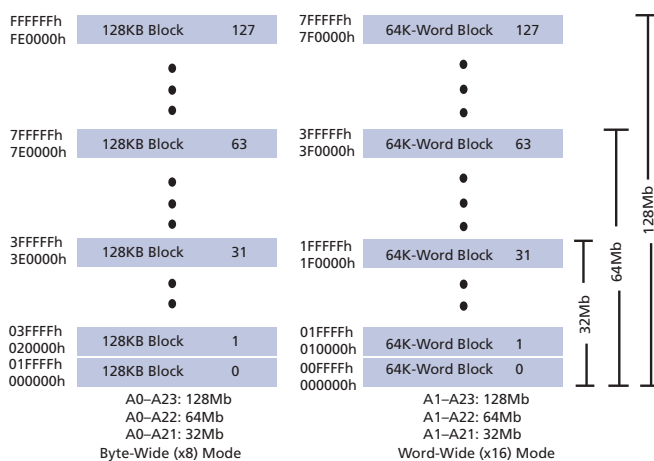 FFFFFFh
FE0000h
128KB Block 127
7FFFFFh
7F0000h
64K-Word Block 127
7FFFFFh
7E0000h
128KB Block 63
3FFFFFh
3F0000h
64K-Word Block 63
3FFFFFh
3E0000h
128KB Block 31
1FFFFFh
1F0000h
64K-Word Block 31
03FFFFh
020000h
128KB Block 1
01FFFFh
010000h
64K-Word Block 1
01FFFFh
000000h
128KB Block 0
00FFFFh
000000h
64K-Word Block 0
32Mb
64Mb
128Mb
A0–A23: 128Mb
A0–A22: 64Mb
A0–A21: 32Mb
Byte-Wide (x8) Mode
A1–A23: 128Mb
A1–A22: 64Mb
A1–A21: 32Mb
Word-Wide (x16) Mode